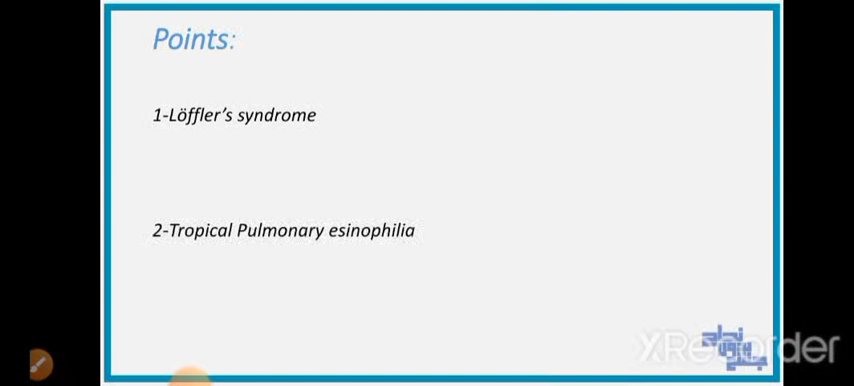 Points:
1-Löffler's syndrome
2-Tropical Pulmonary esinophilia
XRecorder